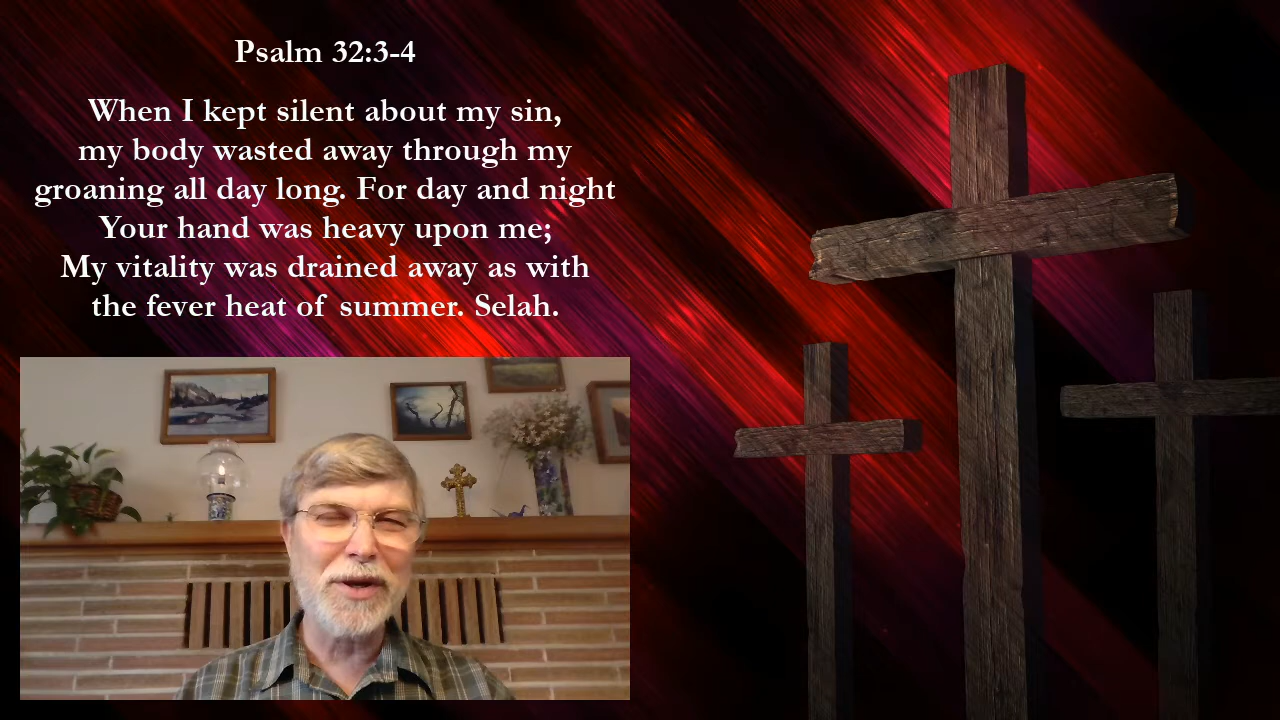 Psalm 32:3-4
When I kept silent about my sin,
my body wasted away through my
groaning all day long. For day and night
Your hand was heavy upon me;
My vitality was drained away as with
the fever heat of summer. Selah.